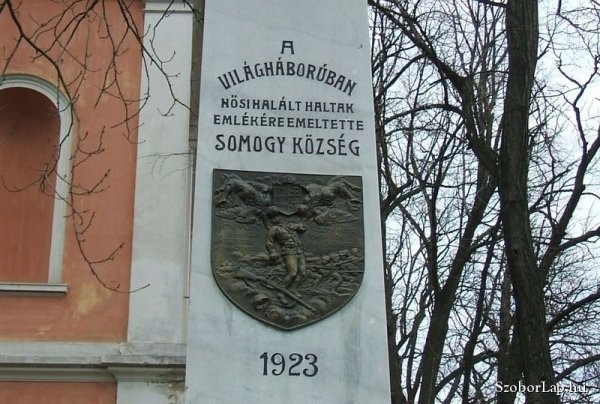 A
VILÁGHÁBORÚBAN
HŐSIHALÁLT HALTAK
EMLÉKÉRE EMELTETTE
SOMOGY KÖZSÉG
1923
SzoborLap.hu